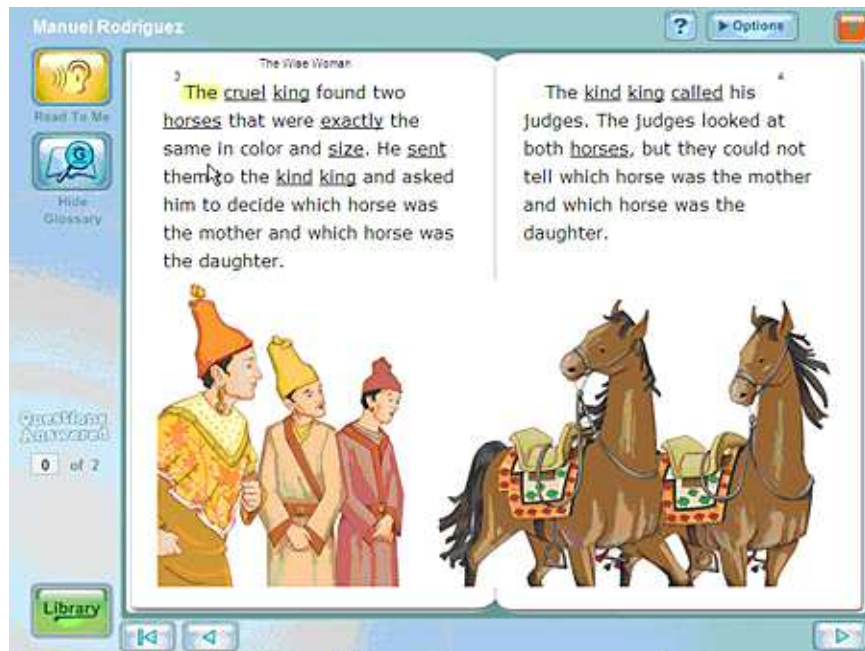 Manuel Rodriguez
?
Options
Read To Me
G
Hide
Glossary
Questions
Answered
0 of 2
Library
The Wise Woman
3
The cruel king found two
horses that were exactly the
same in color and size. He sent
them to the kind king and asked
him to decide which horse was
the mother and which horse was
the daughter.
4
The kind king called his
judges. The judges looked at
both horses, but they could not
tell which horse was the mother
and which horse was the
daughter.